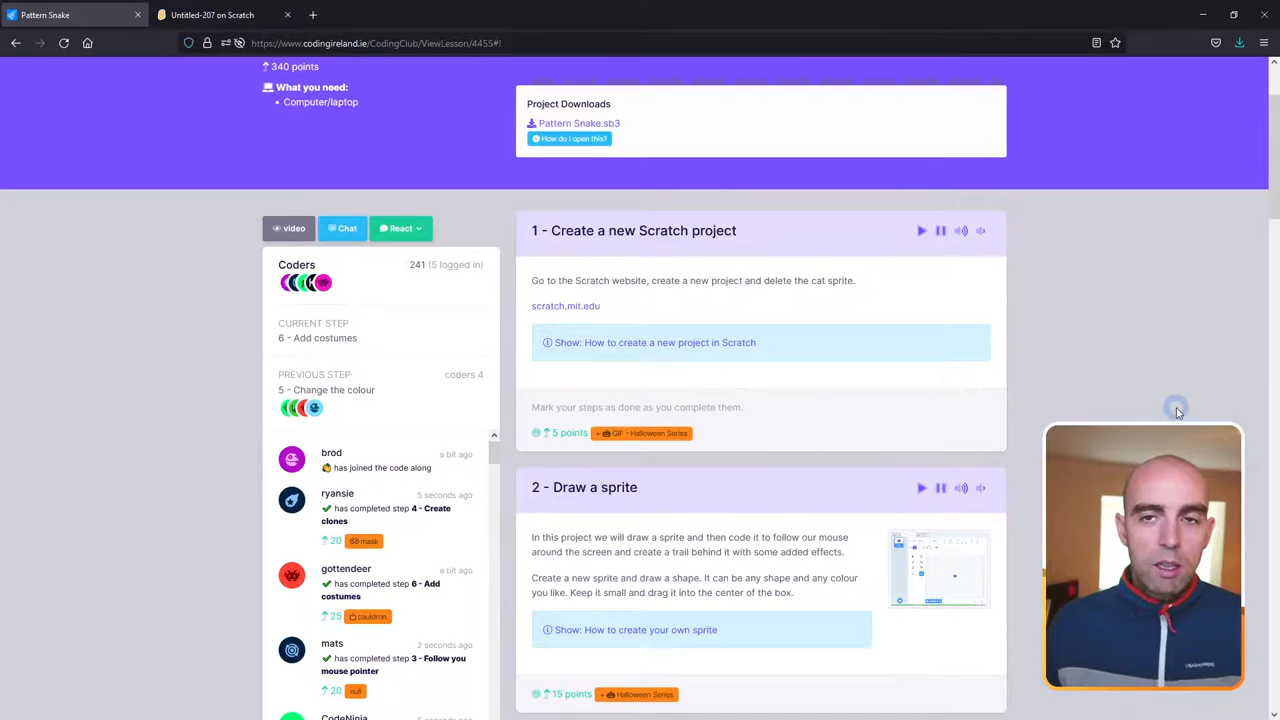 Pattern Snake
Untitled-207 on Scratch
https://www.codingireland.ie/CodingClub/ViewLesson/4455#!
340 points
What you need:
Computer/laptop
Project Downloads
Pattern Snake.sb3
How do I open this?
video
Chat
React
Coders
241 (5 logged in)
CURRENT STEP
6 - Add costumes
PREVIOUS STEP
coders 4
5 - Change the colour
brod
a bit ago
has joined the code along
ryansie
5 seconds ago
has completed step 4 - Create
clones
20
mask
gottendeer
a bit ago
has completed step 6 - Add
costumes
25
cauldron
mats
2 seconds ago
has completed step 3 - Follow you
mouse pointer
20
null
CodeNinja
5 seconds ago
1 - Create a new Scratch project
Go to the Scratch website, create a new project and delete the cat sprite.
scratch.mit.edu
Show: How to create a new project in Scratch
Mark your steps as done as you complete them.
5 points
+ GIF - Halloween Series
2 - Draw a sprite
In this project we will draw a sprite and then code it to follow our mouse
around the screen and create a trail behind it with some added effects.
Create a new sprite and draw a shape. It can be any shape and any colour
you like. Keep it small and drag it into the center of the box.
Show: How to create your own sprite
15 points
+ Halloween Series